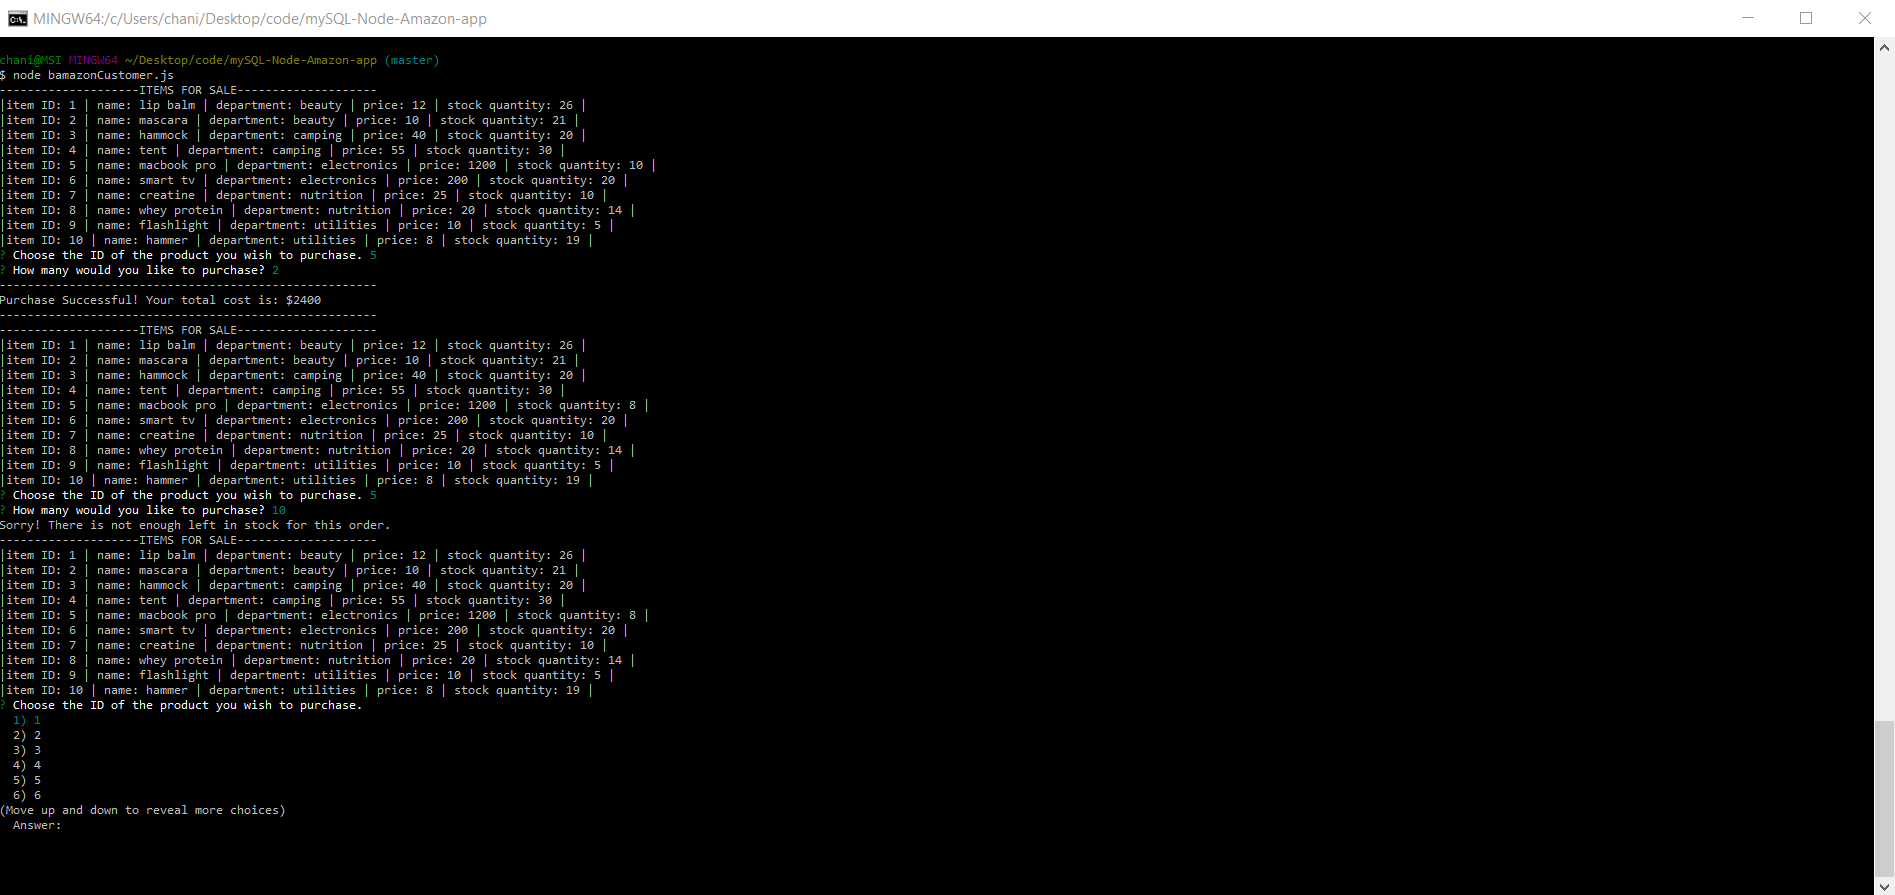 MINGW64:/c/Users/chani/Desktop/code/mySQL-Node-Amazon-app
chani@MSI MINGW64 ~/Desktop/code/mySQL-Node-Amazon-app (master)
$ node bamazonCustomer.js
--------------------ITEMS FOR SALE--------------------
|item ID: 1 | name: lip balm | department: beauty | price: 12 | stock quantity: 26 |
|item ID: 2 | name: mascara | department: beauty | price: 10 | stock quantity: 21 |
|item ID: 3 | name: hammock | department: camping | price: 40 | stock quantity: 20 |
|item ID: 4 | name: tent | department: camping | price: 55 | stock quantity: 30 |
|item ID: 5 | name: macbook pro | department: electronics | price: 1200 | stock quantity: 10 |
|item ID: 6 | name: smart tv | department: electronics | price: 200 | stock quantity: 20 |
|item ID: 7 | name: creatine | department: nutrition | price: 25 | stock quantity: 10 |
|item ID: 8 | name: whey protein | department: nutrition | price: 20 | stock quantity: 14 |
|item ID: 9 | name: flashlight | department: utilities | price: 10 | stock quantity: 5 |
|item ID: 10 | name: hammer | department: utilities | price: 8 | stock quantity: 19 |
? Choose the ID of the product you wish to purchase. 5
? How many would you like to purchase? 2
------------------------------------------------------
Purchase Successful! Your total cost is: $2400
------------------------------------------------------
--------------------ITEMS FOR SALE--------------------
|item ID: 1 | name: lip balm | department: beauty | price: 12 | stock quantity: 26 |
|item ID: 2 | name: mascara | department: beauty | price: 10 | stock quantity: 21 |
|item ID: 3 | name: hammock | department: camping | price: 40 | stock quantity: 20 |
|item ID: 4 | name: tent | department: camping | price: 55 | stock quantity: 30 |
|item ID: 5 | name: macbook pro | department: electronics | price: 1200 | stock quantity: 8 |
|item ID: 6 | name: smart tv | department: electronics | price: 200 | stock quantity: 20 |
|item ID: 7 | name: creatine | department: nutrition | price: 25 | stock quantity: 10 |
|item ID: 8 | name: whey protein | department: nutrition | price: 20 | stock quantity: 14 |
|item ID: 9 | name: flashlight | department: utilities | price: 10 | stock quantity: 5 |
|item ID: 10 | name: hammer | department: utilities | price: 8 | stock quantity: 19 |
? Choose the ID of the product you wish to purchase. 5
? How many would you like to purchase? 10
Sorry! There is not enough left in stock for this order.
--------------------ITEMS FOR SALE--------------------
|item ID: 1 | name: lip balm | department: beauty | price: 12 | stock quantity: 26 |
|item ID: 2 | name: mascara | department: beauty | price: 10 | stock quantity: 21 |
|item ID: 3 | name: hammock | department: camping | price: 40 | stock quantity: 20 |
|item ID: 4 | name: tent | department: camping | price: 55 | stock quantity: 30 |
|item ID: 5 | name: macbook pro | department: electronics | price: 1200 | stock quantity: 8 |
|item ID: 6 | name: smart tv | department: electronics | price: 200 | stock quantity: 20 |
|item ID: 7 | name: creatine | department: nutrition | price: 25 | stock quantity: 10 |
|item ID: 8 | name: whey protein | department: nutrition | price: 20 | stock quantity: 14 |
|item ID: 9 | name: flashlight | department: utilities | price: 10 | stock quantity: 5 |
|item ID: 10 | name: hammer | department: utilities | price: 8 | stock quantity: 19 |
? Choose the ID of the product you wish to purchase.
1) 1
2) 2
3) 3
4) 4
5) 5
6) 6
(Move up and down to reveal more choices)
Answer: